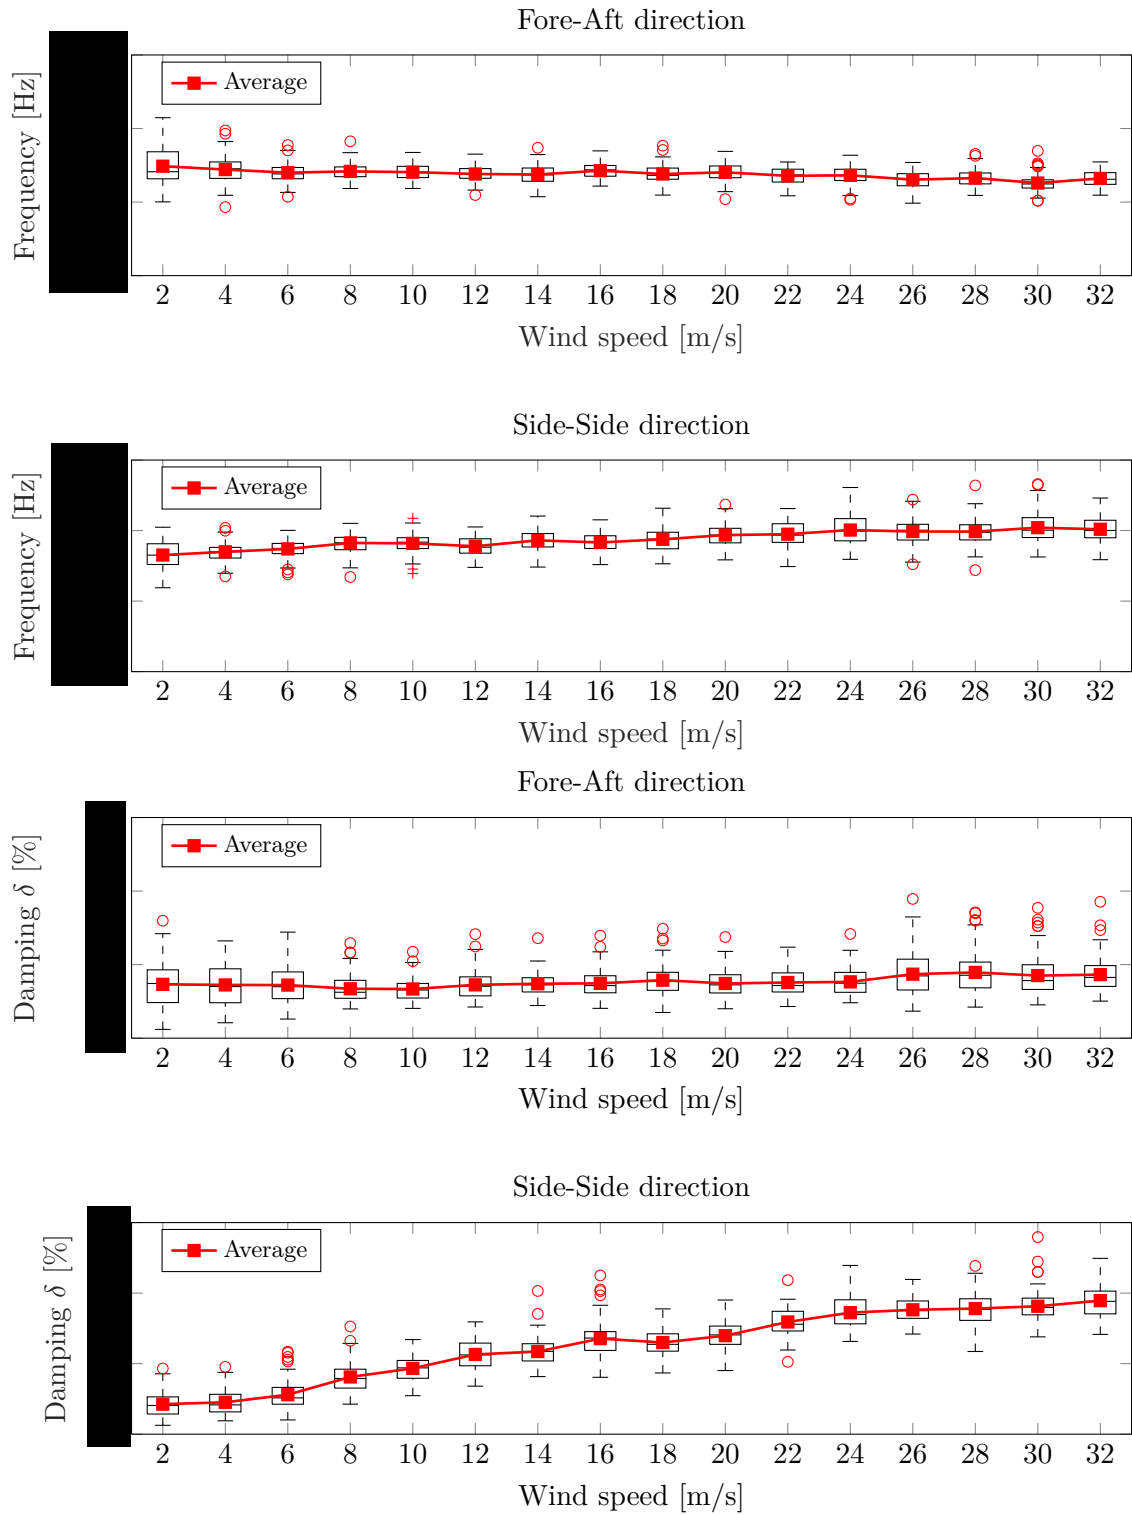 Fore-Aft direction
Frequency [Hz]
Average
2 4 6 8 10 12 14 16 18 20 22 24 26 28 30 32
Wind speed [m/s]
Side-Side direction
Frequency [Hz]
Average
2 4 6 8 10 12 14 16 18 20 22 24 26 28 30 32
Wind speed [m/s]
Fore-Aft direction
Damping δ [%]
Average
2 4 6 8 10 12 14 16 18 20 22 24 26 28 30 32
Wind speed [m/s]
Side-Side direction
Damping δ [%]
Average
2 4 6 8 10 12 14 16 18 20 22 24 26 28 30 32
Wind speed [m/s]